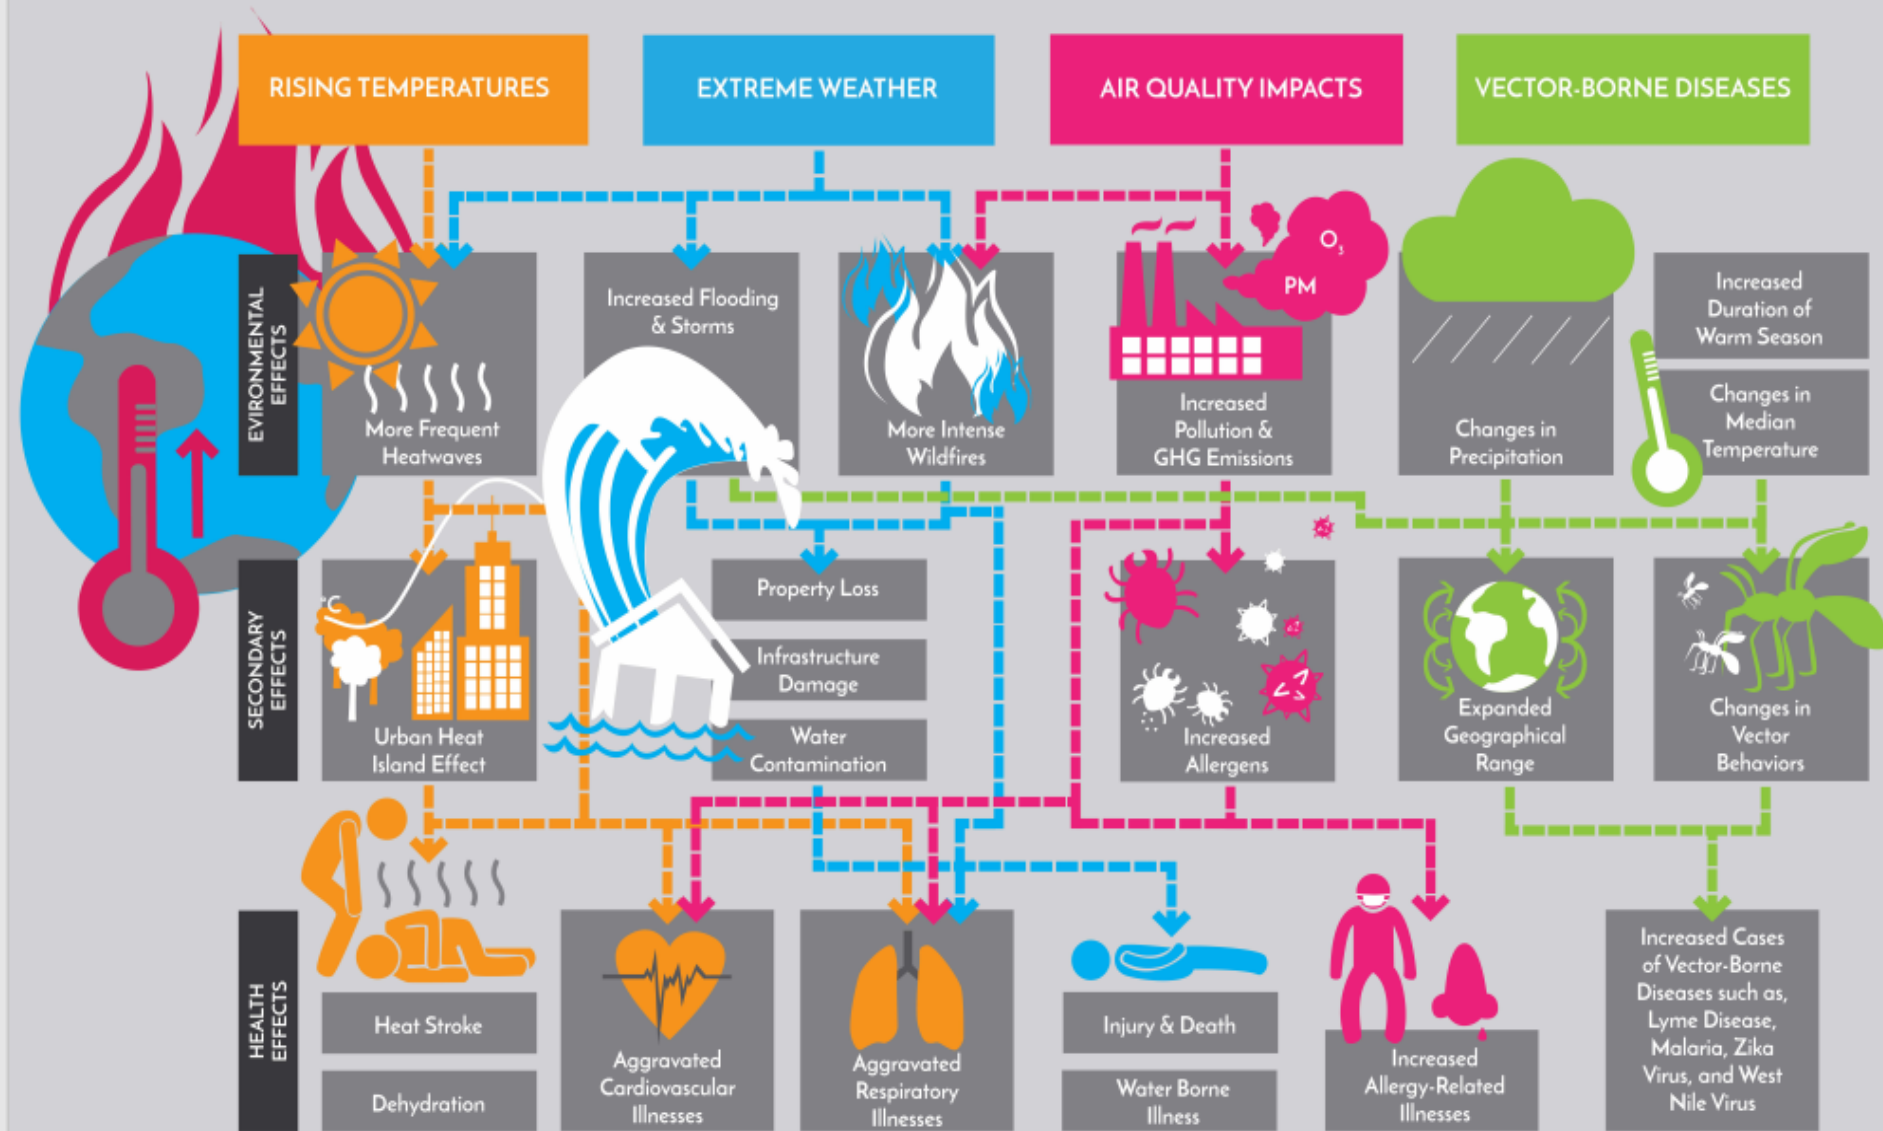 RISING TEMPERATURES
EXTREME WEATHER
AIR QUALITY IMPACTS
VECTOR-BORNE DISEASES
EVIRONMENTAL
EFFECTS
More Frequent
Heatwaves
Increased Flooding
& Storms
More Intense
Wildfires
O3
PM
Increased
Pollution &
GHG Emissions
Changes in
Precipitation
Increased
Duration of
Warm Season
Changes in
Median
Temperature
SECONDARY
EFFECTS
°C
Urban Heat
Island Effect
Property Loss
Infrastructure
Damage
Water
Contamination
Increased
Allergens
Expanded
Geographical
Range
Changes in
Vector
Behaviors
HEALTH
EFFECTS
Heat Stroke
Dehydration
Aggravated
Cardiovascular
Illnesses
Aggravated
Respiratory
Illnesses
Injury & Death
Water Borne
Illness
Increased
Allergy-Related
Illnesses
Increased Cases
of Vector-Borne
Diseases such as,
Lyme Disease,
Malaria, Zika
Virus, and West
Nile Virus